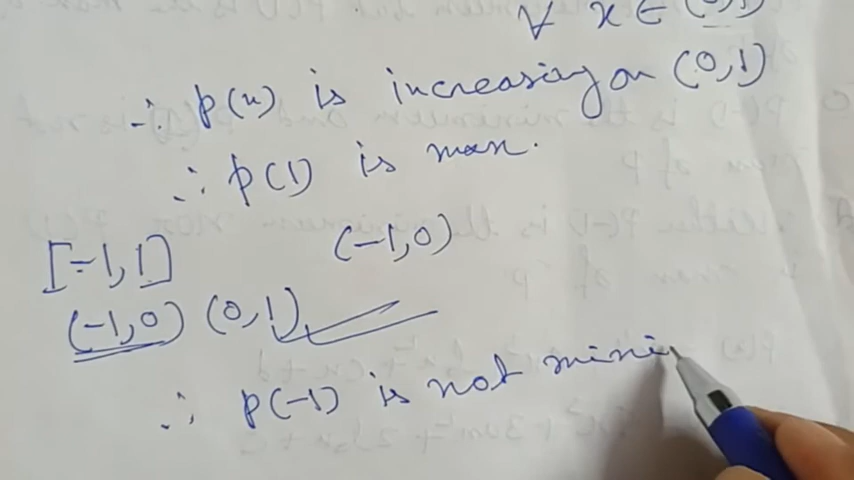 ∀ x ∈ (0,1)
∴ p(x) is increasing on (0,1)
∴ p(1) is max.
[-1,1] (-1,0)
(-1,0) (0,1)
∴ p(-1) is not mini